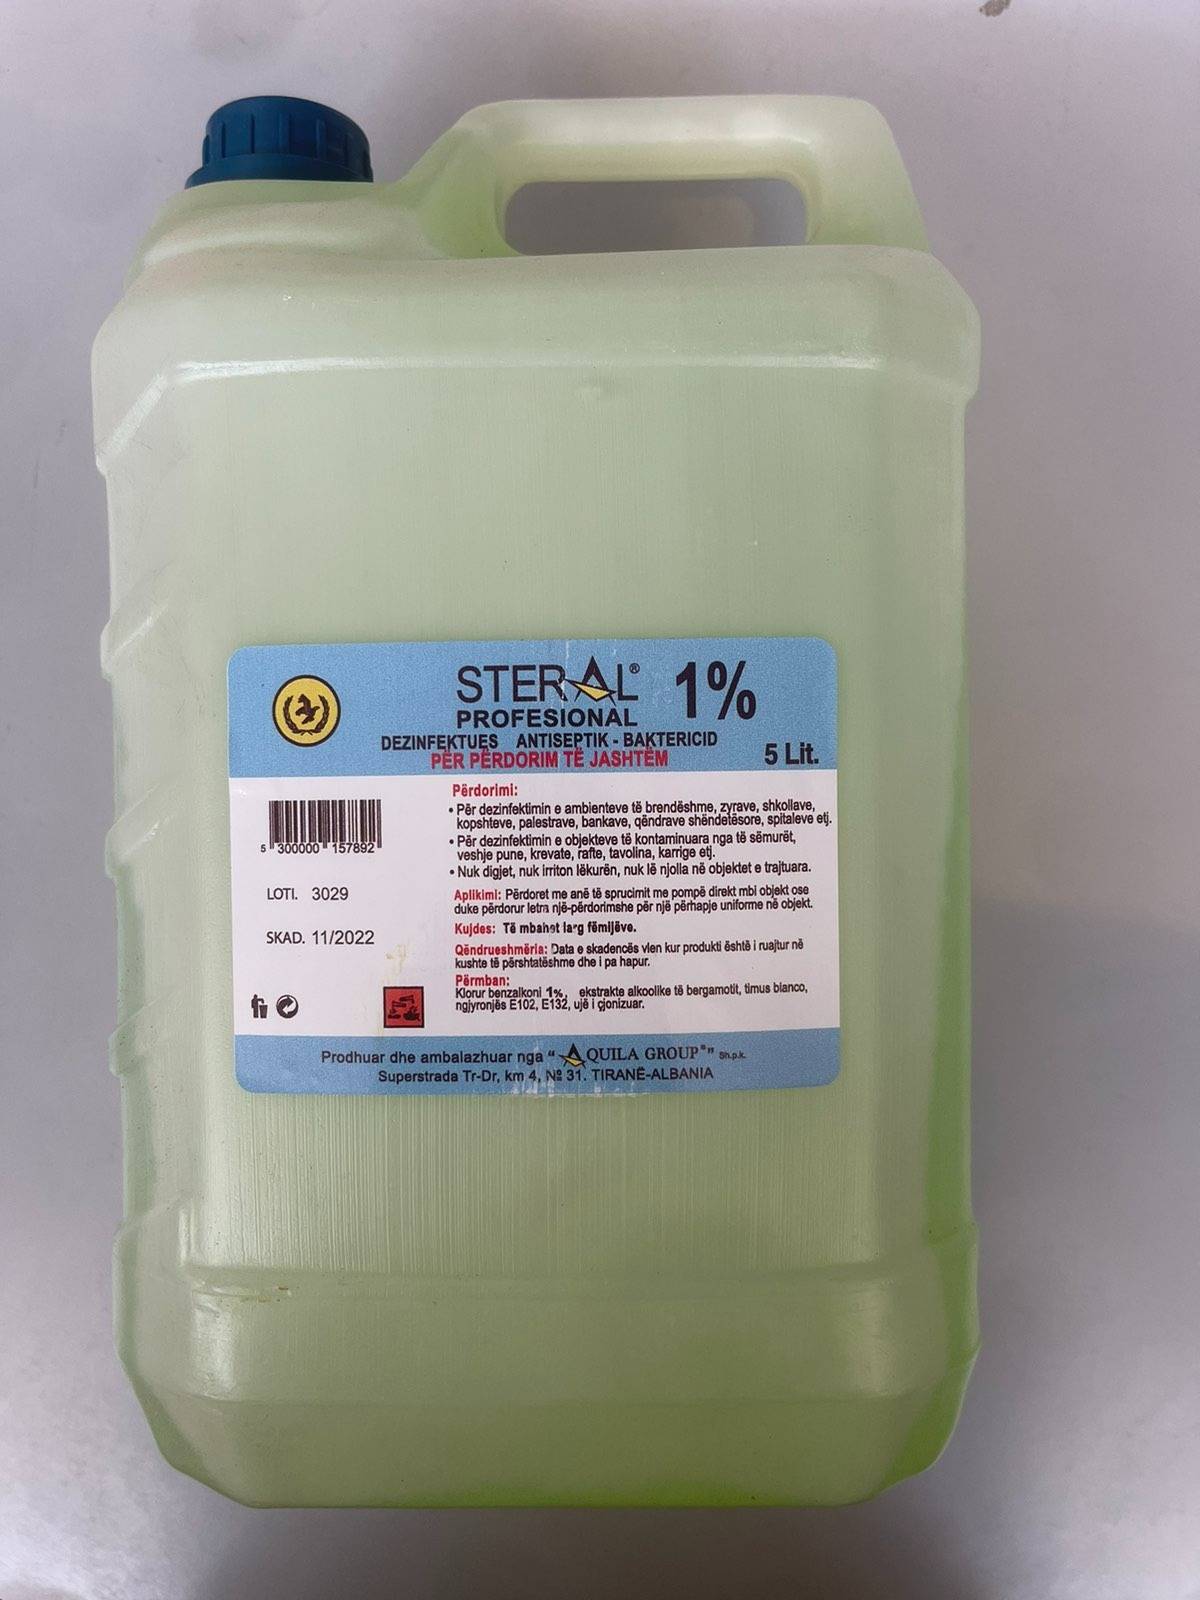 STERAL® 1%
PROFESIONAL
DEZINFEKTUES ANTISEPTIK - BAKTERICID
PËR PËRDORIM TË JASHTËM
5 Lit.
Përdorimi:
• Për dezinfektimin e ambienteve të brendëshme, zyrave, shkollave,
kopshteve, palestrave, bankave, qëndrave shëndetësore, spitaleve etj.
• Për dezinfektimin e objekteve të kontaminuara nga të sëmurët,
veshje pune, krevate, rafte, tavolina, karrige etj.
• Nuk digjet, nuk irriton lëkurën, nuk lë njolla në objektet e trajtuara.
Aplikimi: Përdoret me anë të sprucimit me pompë direkt mbi objekt ose
duke përdorur letra një-përdorimshe për një përhapje uniforme në objekt.
Kujdes: Të mbahet larg fëmijëve.
Qëndrueshmëria: Data e skadencës vlen kur produkti është i ruajtur në
kushte të përshtatëshme dhe i pa hapur.
Përmban:
Klorur benzalkoni 1%, ekstrakte alkoolike të bergamotit, timus bianco,
ngjyronjës E102, E132, ujë i çjonizuar.
5 300000 157892
LOTI. 3029
SKAD. 11/2022
Prodhuar dhe ambalazhuar nga " AQUILA GROUP®" Sh.p.k.
Superstrada Tr-Dr, km 4, Nº 31. TIRANË-ALBANIA